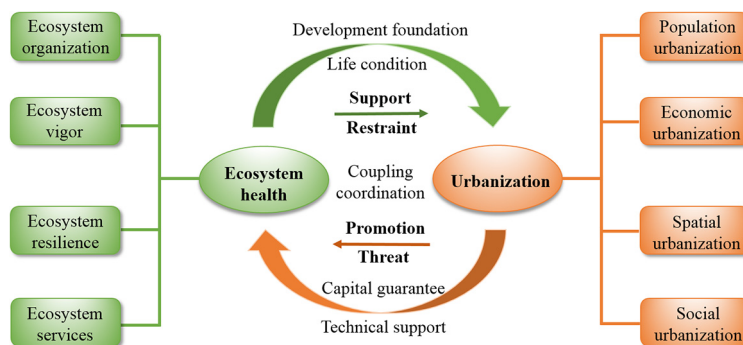 Ecosystem
organization
Ecosystem
vigor
Ecosystem
resilience
Ecosystem
services
Ecosystem
health
Development foundation
Life condition
Support
Restraint
Coupling
coordination
Promotion
Threat
Capital guarantee
Technical support
Urbanization
Population
urbanization
Economic
urbanization
Spatial
urbanization
Social
urbanization